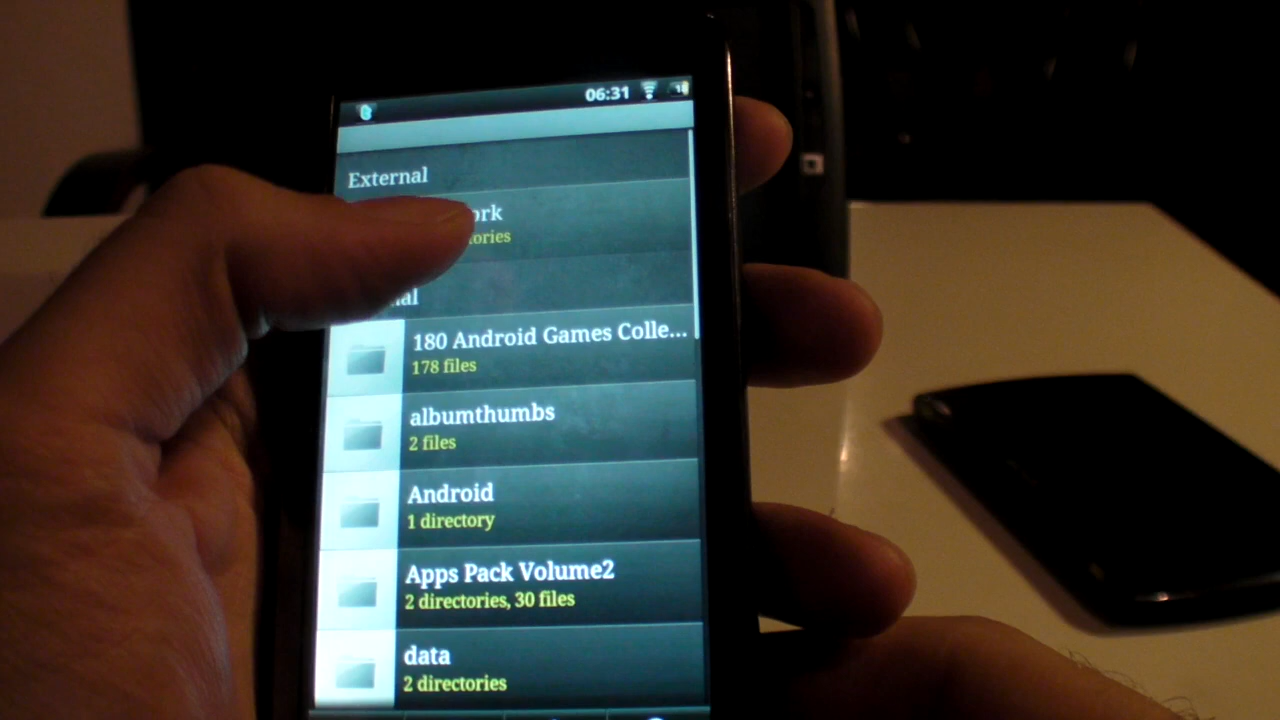 06:31
External
180 Android Games Colle...
178 files
albumthumbs
2 files
Android
1 directory
Apps Pack Volume2
2 directories, 30 files
data
2 directories